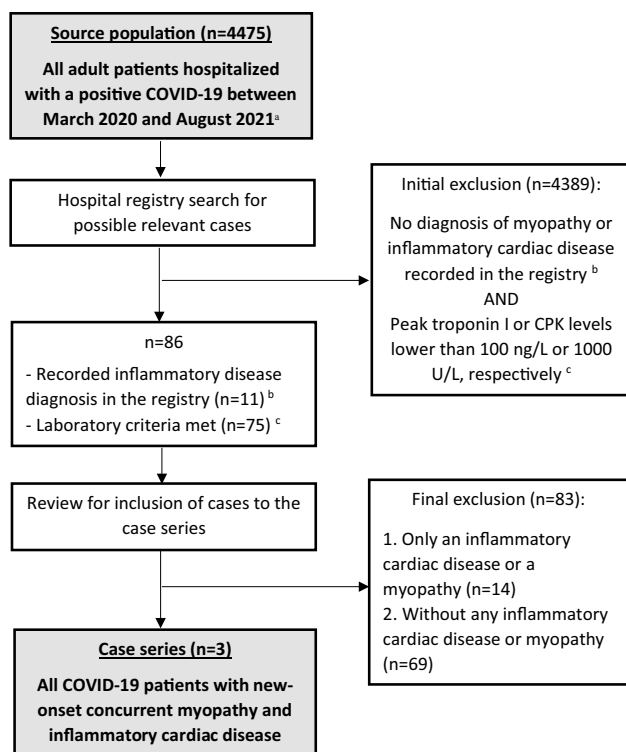 Source population (n=4475)
All adult patients hospitalized
with a positive COVID-19 between
March 2020 and August 2021ᵃ
Hospital registry search for
possible relevant cases
Initial exclusion (n=4389):
No diagnosis of myopathy or
inflammatory cardiac disease
recorded in the registry ᵇ
AND
Peak troponin I or CPK levels
lower than 100 ng/L or 1000
U/L, respectively ᶜ
n=86
- Recorded inflammatory disease
diagnosis in the registry (n=11) ᵇ
- Laboratory criteria met (n=75) ᶜ
Review for inclusion of cases to the
case series
Final exclusion (n=83):
1. Only an inflammatory
cardiac disease or a
myopathy (n=14)
2. Without any inflammatory
cardiac disease or myopathy
(n=69)
Case series (n=3)
All COVID-19 patients with new-
onset concurrent myopathy and
inflammatory cardiac disease